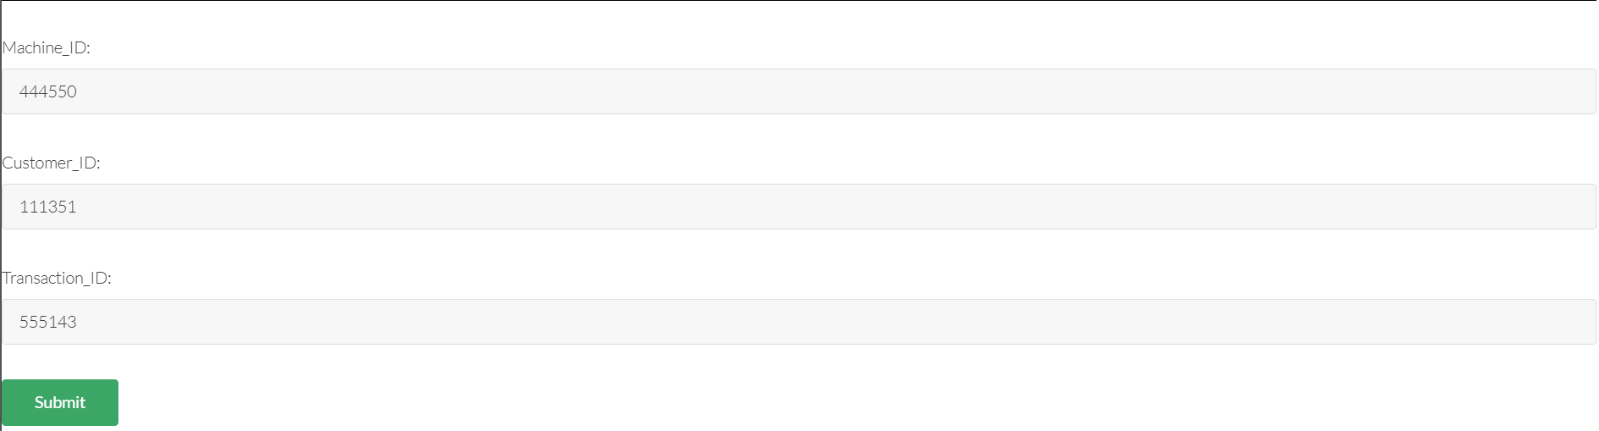 Machine_ID:
444550
Customer_ID:
111351
Transaction_ID:
555143
Submit